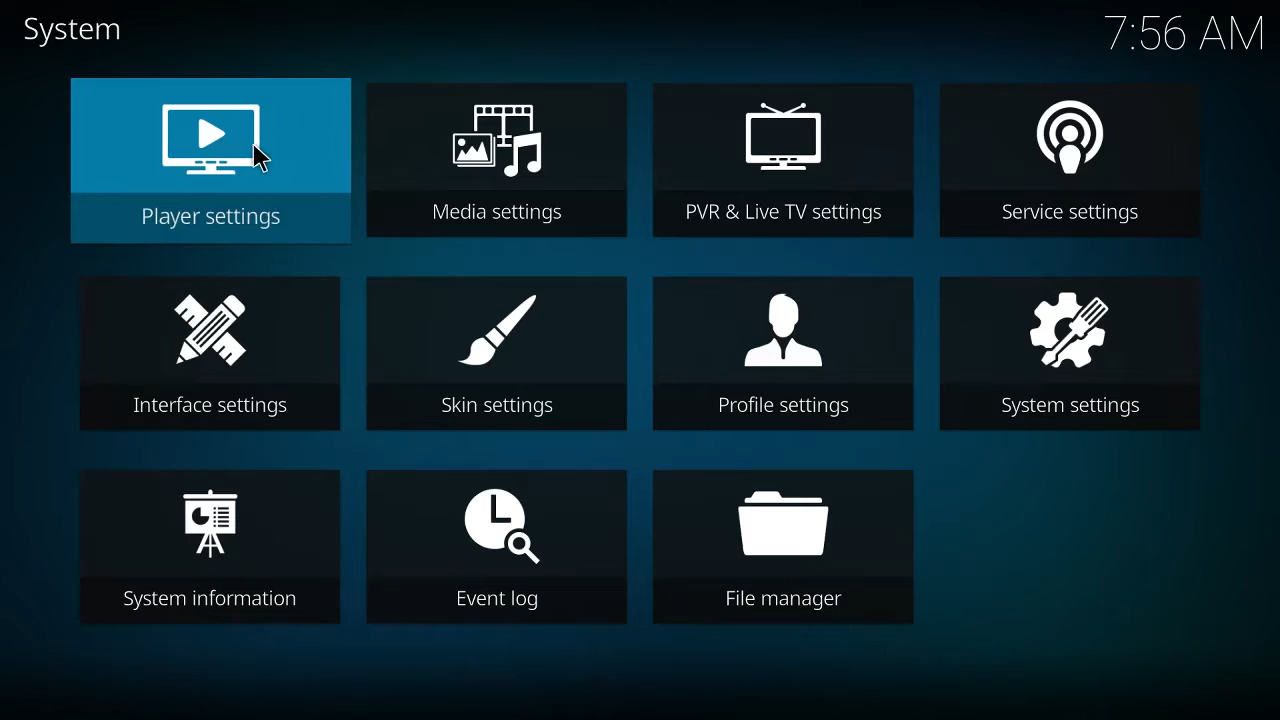 System
7:56 AM
Player settings
Media settings
PVR & Live TV settings
Service settings
Interface settings
Skin settings
Profile settings
System settings
System information
Event log
File manager